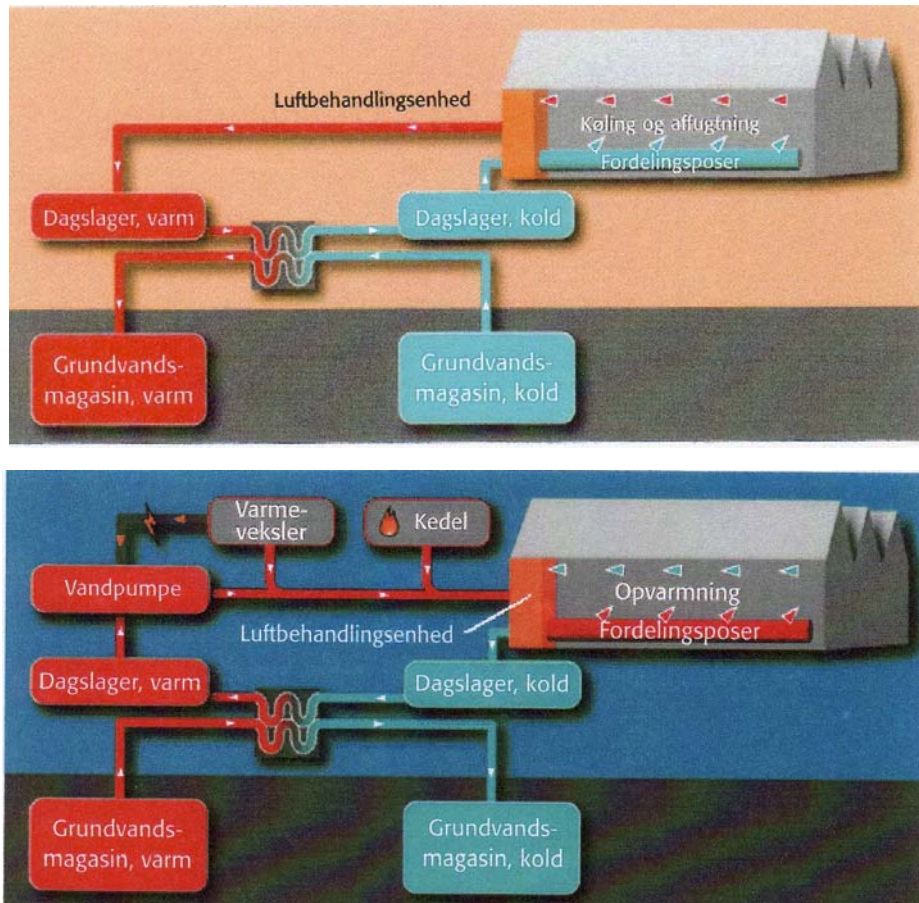 Luftbehandlingsenhed
Køling og affugtning
Fordelingsposer
Dagslager, varm
Dagslager, kold
Grundvands-
magasin, varm
Grundvands-
magasin, kold
Varme-
veksler
Kedel
Vandpumpe
Opvarmning
Luftbehandlingsenhed
Fordelingsposer
Dagslager, varm
Dagslager, kold
Grundvands-
magasin, varm
Grundvands-
magasin, kold